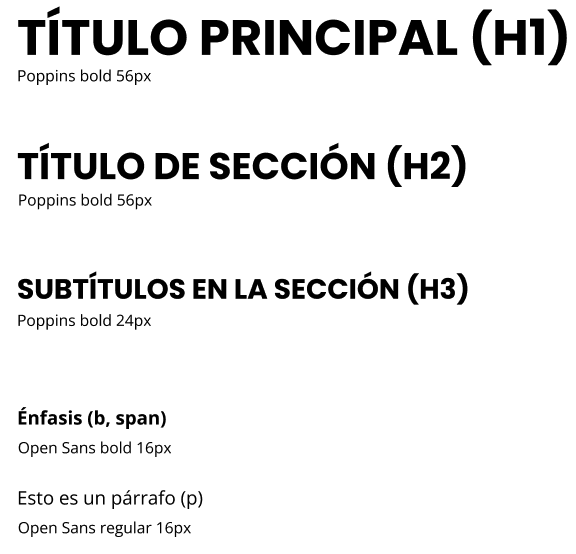 TÍTULO PRINCIPAL (H1)
Poppins bold 56px
TÍTULO DE SECCIÓN (H2)
Poppins bold 56px
SUBTÍTULOS EN LA SECCIÓN (H3)
Poppins bold 24px
Énfasis (b, span)
Open Sans bold 16px
Esto es un párrafo (p)
Open Sans regular 16px